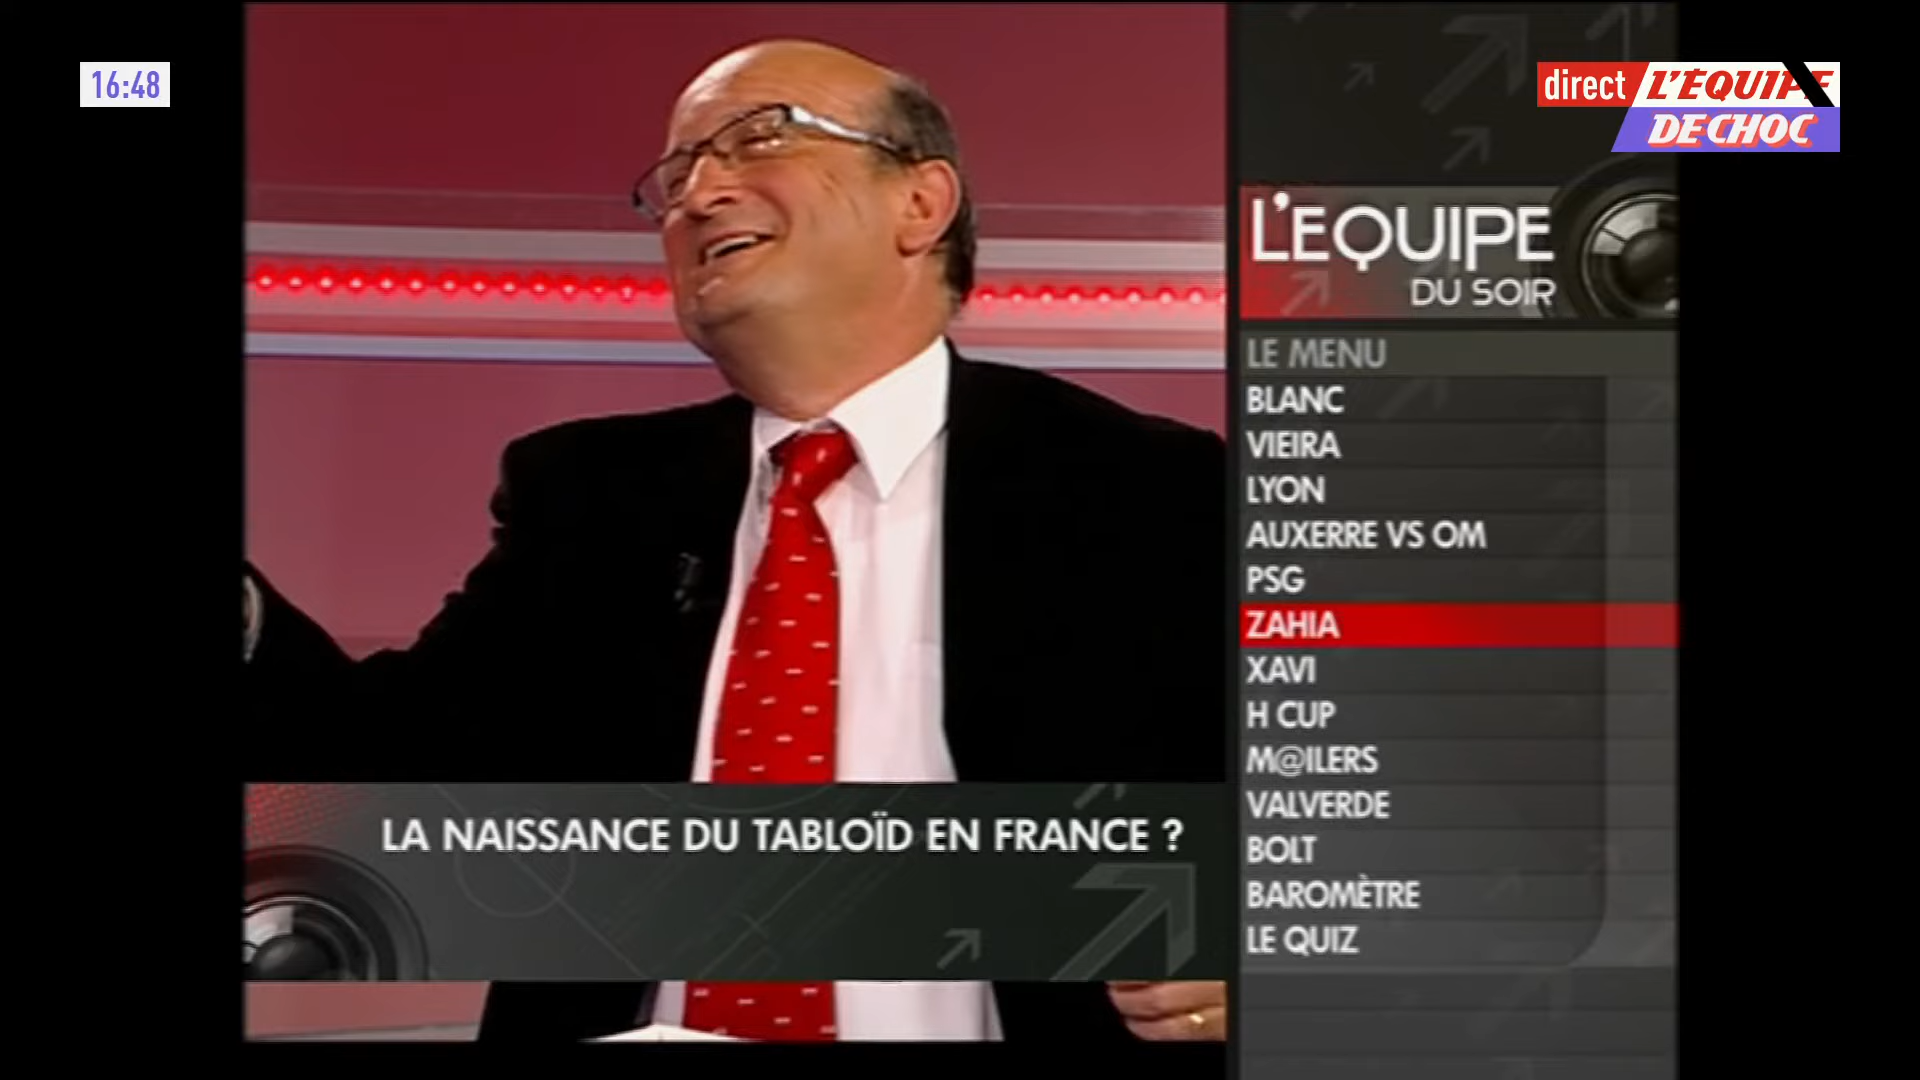 16:48
direct L'ÉQUIPE
DE CHOC
L'EQUIPE
DU SOIR
LE MENU
BLANC
VIEIRA
LYON
AUXERRE VS OM
PSG
ZAHIA
XAVI
H CUP
M@ILERS
VALVERDE
BOLT
BAROMÈTRE
LE QUIZ
LA NAISSANCE DU TABLOÏD EN FRANCE ?